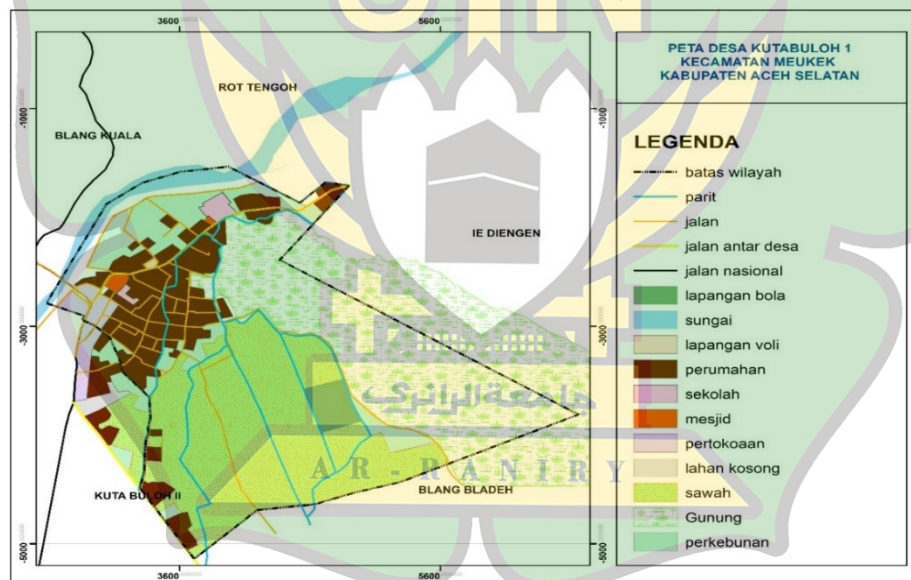 UIN
3600
5600
PETA DESA KUTABULOH 1
KECAMATAN MEUKEK
KABUPATEN ACEH SELATAN
ROT TENGOH
-1000
-1000
BLANG KUALA
LEGENDA
batas wilayah
parit
jalan
IE DIENGEN
jalan antar desa
jalan nasional
lapangan bola
sungai
-3000
-3000
lapangan voli
perumahan
جامعة الرانري
sekolah
mesjid
pertokoaan
AR-RANIRY
lahan kosong
KUTA BULOH II
BLANG BLADEH
sawah
Gunung
-5000
-5000
perkebunan
3600
5600